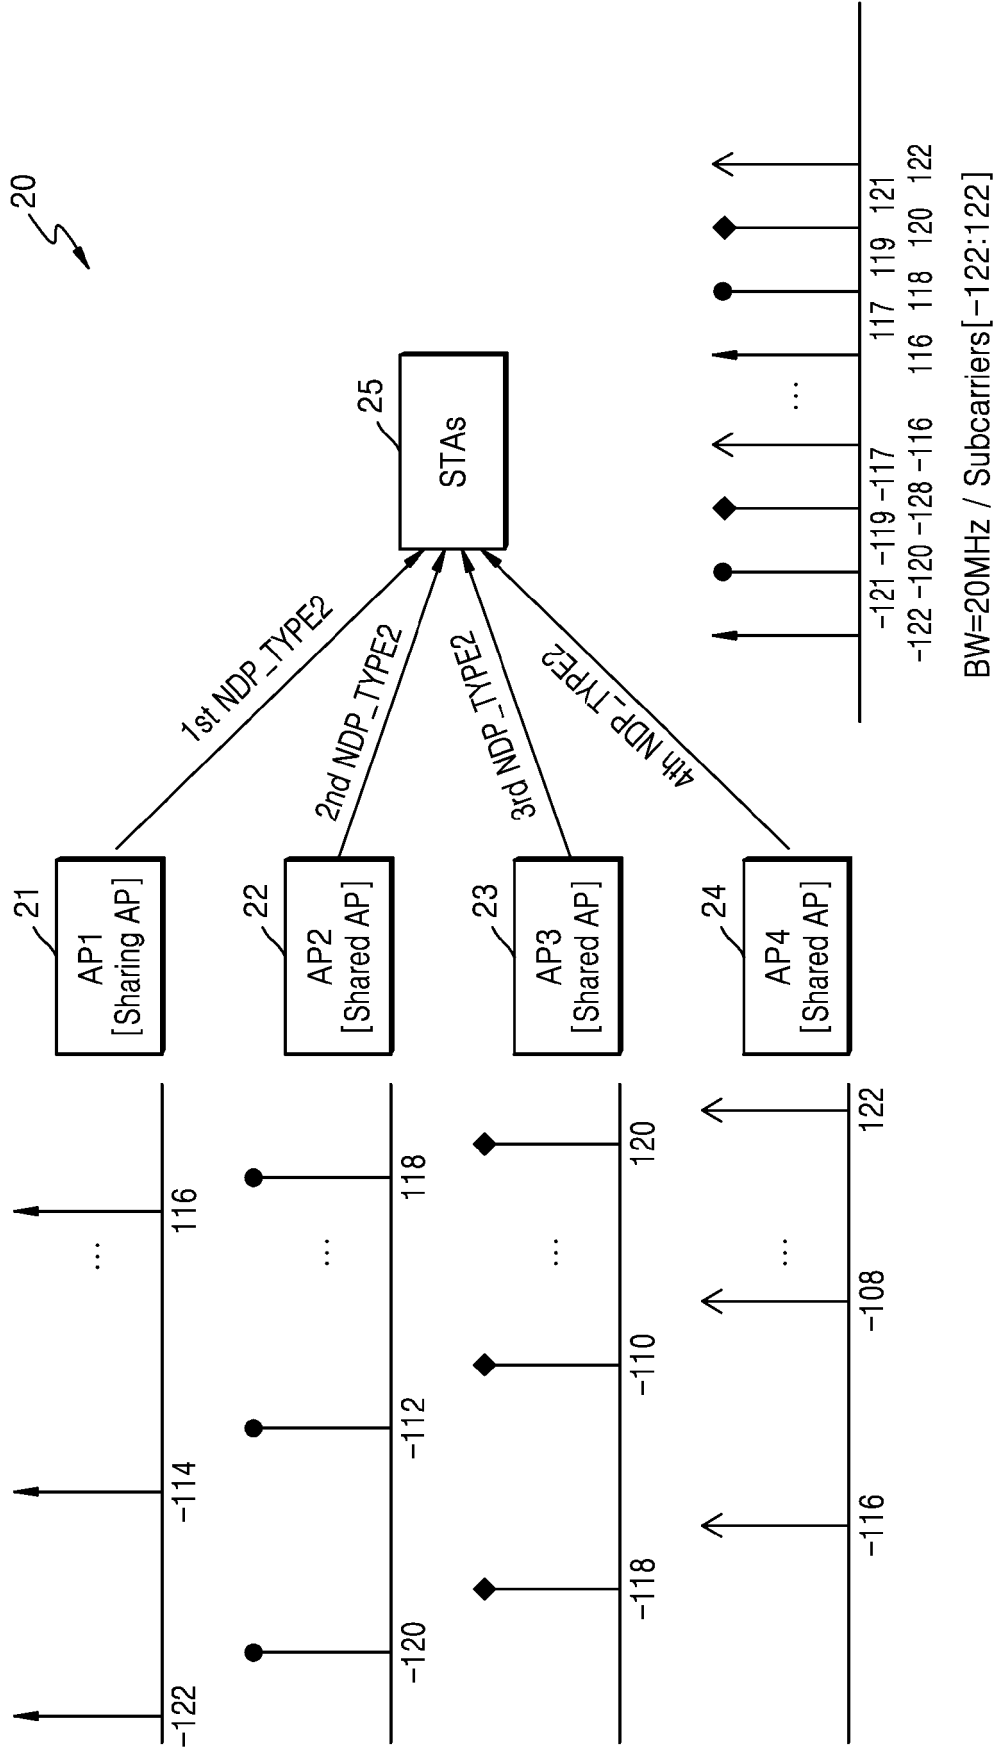 20
-122
-114
...
116
21
AP1
[Sharing AP]
1st NDP_TYPE2
-120
-112
...
118
22
AP2
[Shared AP]
2nd NDP_TYPE2
25
STAs
-118
-110
...
120
23
AP3
[Shared AP]
3rd NDP_TYPE2
-116
-108
...
122
24
AP4
[Shared AP]
4th NDP_TYPE2
...
-121 -119 -117 117 119 121
-122 -120 -128 -116 116 118 120 122
BW=20MHz / Subcarriers[-122:122]